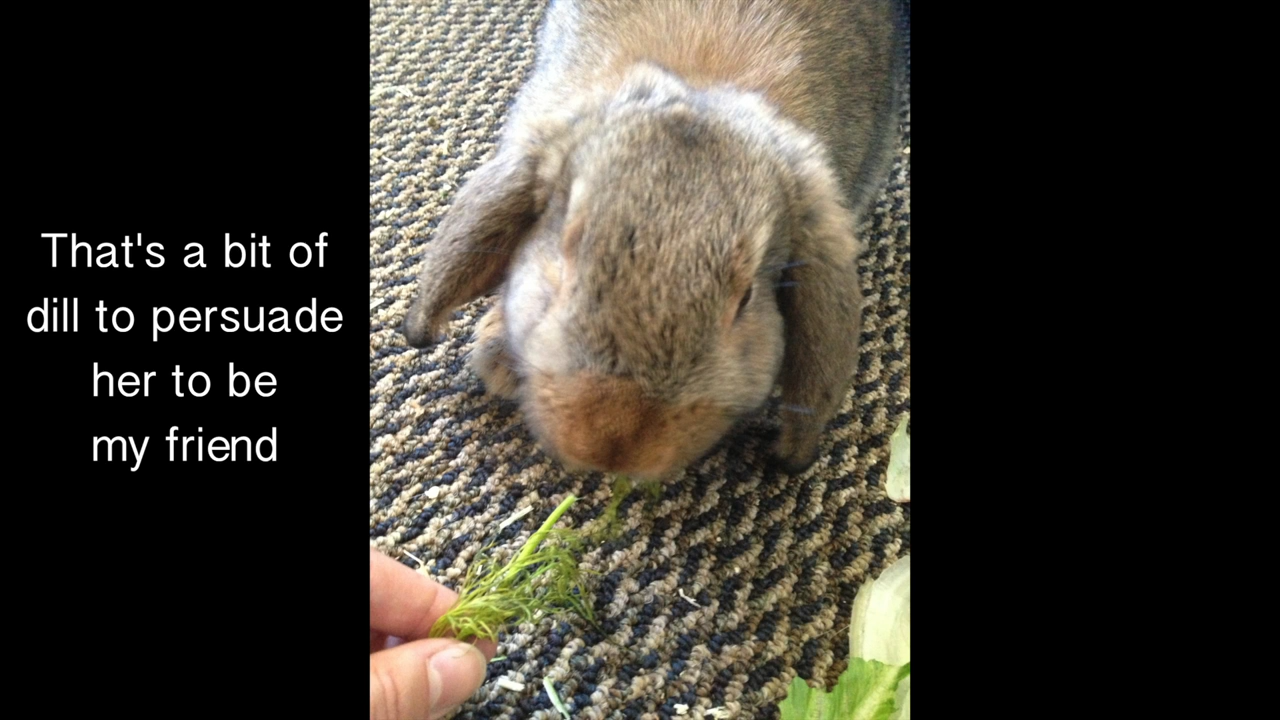 That's a bit of
dill to persuade
her to be
my friend